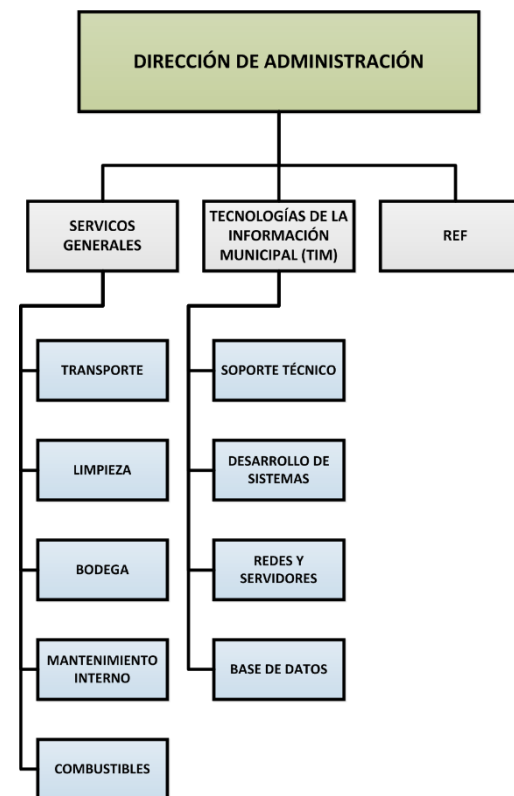 DIRECCIÓN DE ADMINISTRACIÓN
SERVICOS
GENERALES
TECNOLOGÍAS DE LA
INFORMACIÓN
MUNICIPAL (TIM)
REF
TRANSPORTE
LIMPIEZA
BODEGA
MANTENIMIENTO
INTERNO
COMBUSTIBLES
SOPORTE TÉCNICO
DESARROLLO DE
SISTEMAS
REDES Y
SERVIDORES
BASE DE DATOS